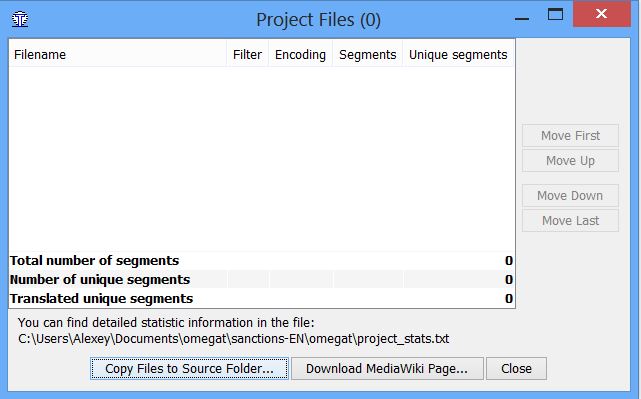 Project Files (0)
Filename Filter Encoding Segments Unique segments
Move First
Move Up
Move Down
Move Last
Total number of segments 0
Number of unique segments 0
Translated unique segments 0
You can find detailed statistic information in the file:
C:\Users\Alexey\Documents\omegat\sanctions-EN\omegat\project_stats.txt
Copy Files to Source Folder... Download MediaWiki Page... Close